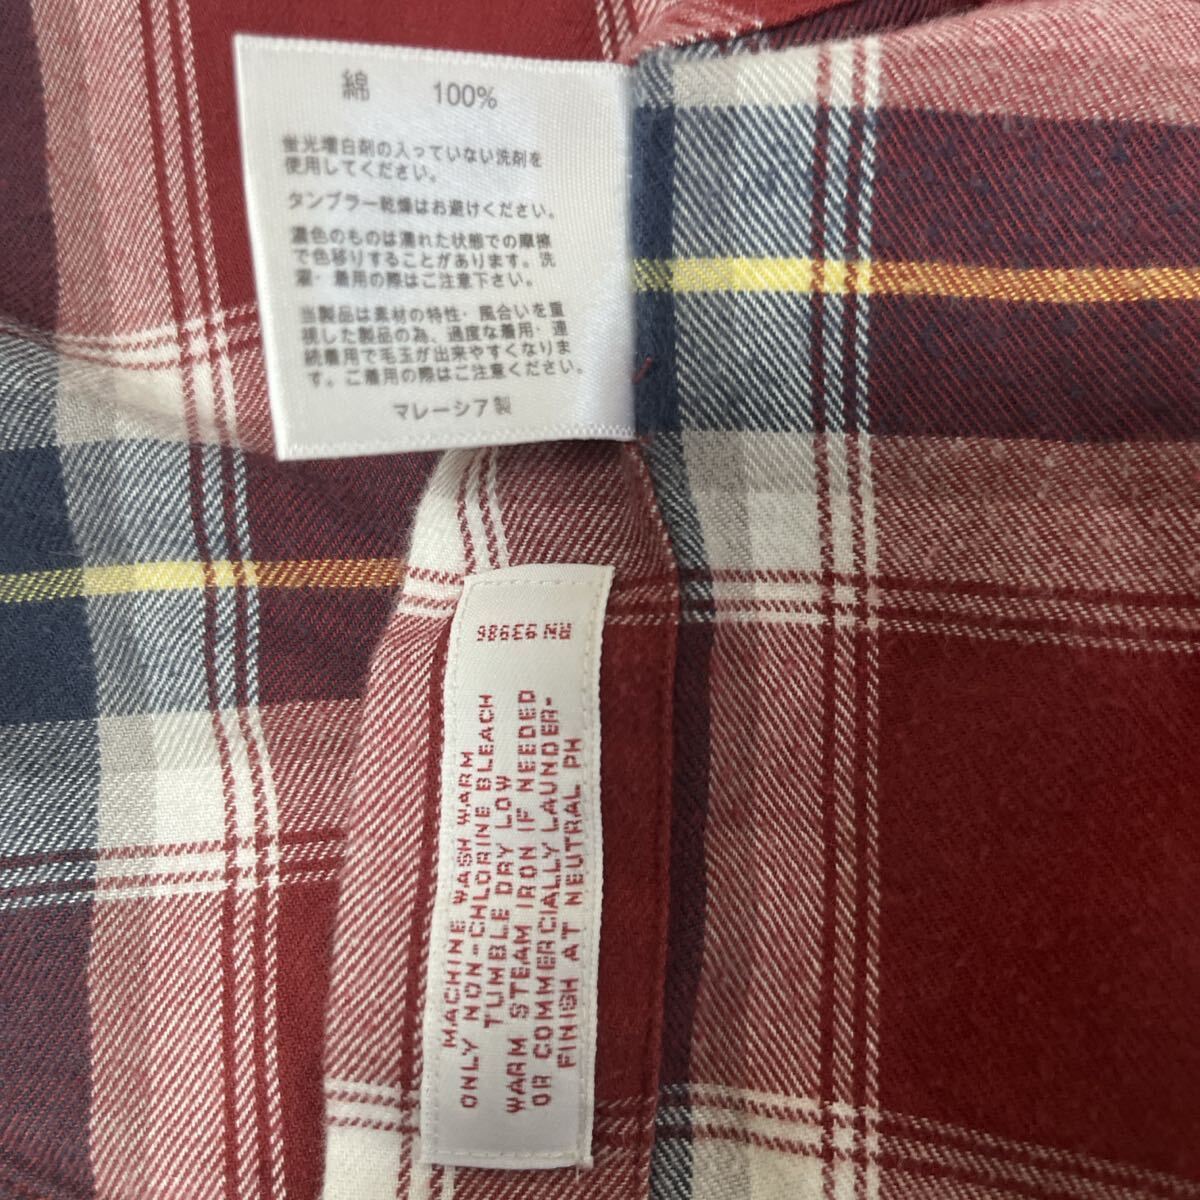 綿 100%
蛍光増白剤の入っていない洗剤を
使用してください。
タンブラー乾燥はお避けください。
濃色のものは濡れた状態での摩擦
で色移りすることがあります。洗
濯・着用の際はご注意下さい。
当製品は素材の特性・風合いを重
視した製品の為、過度な着用・連
続着用で毛玉が出来やすくなりま
す。ご着用の際はご注意ください。
マレーシア製
RN 93986
MACHINE WASH WARM
ONLY NON-CHLORINE BLEACH
TUMBLE DRY LOW
WARM STEAM IRON IF NEEDED
OR COMMERCIALLY LAUNDER-
FINISH AT NEUTRAL PH